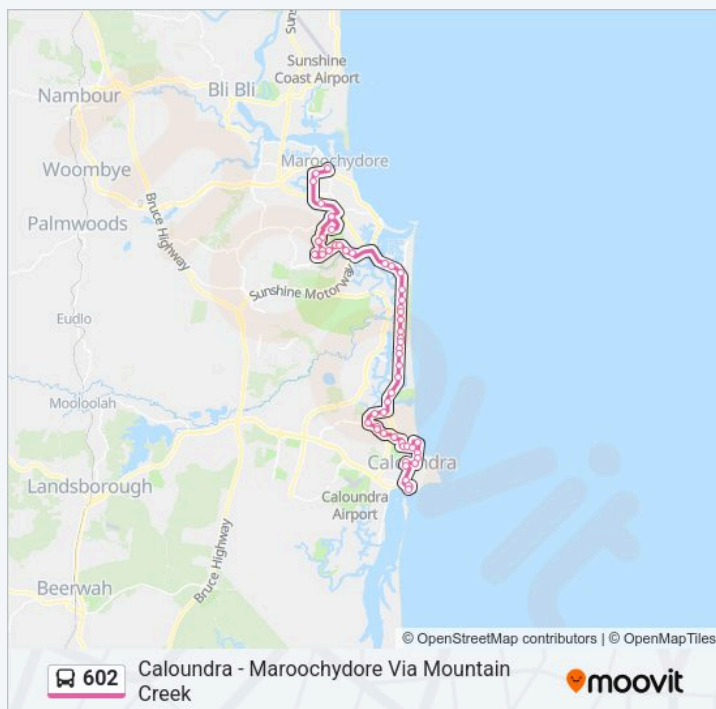 Sunshine
Coast Airport
Nambour
Bli Bli
Maroochydore
Woombye
Bruce Highway
Palmwoods
Sunshine Motorway
Eudlo
Mooloolah
Caloundra
Landsborough
Caloundra
Airport
Bruce Highway
Beerwah
© OpenStreetMap contributors | © OpenMapTiles
602
Caloundra - Maroochydore Via Mountain
Creek
moovit